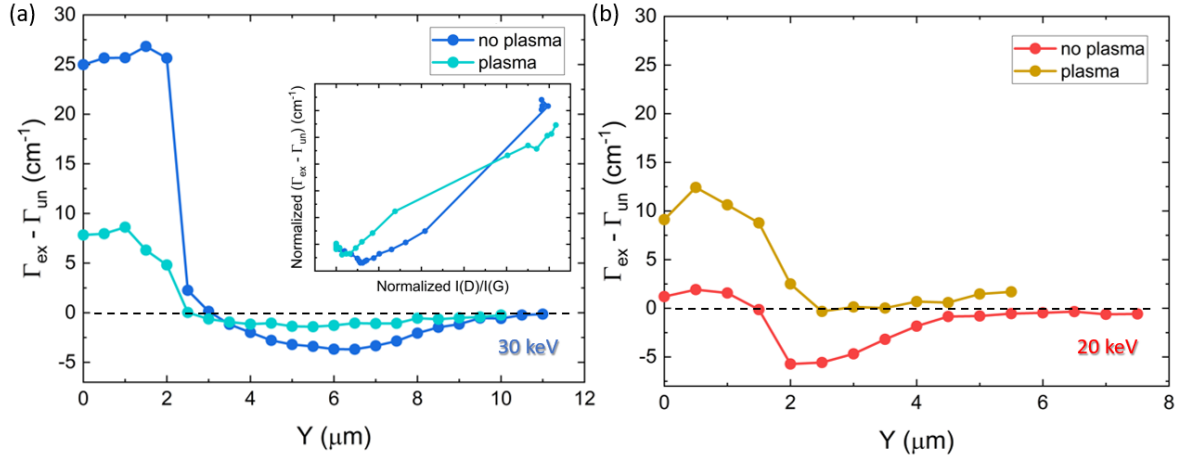 (a)
30
25
20
15
10
5
0
-5
Γex - Γun (cm-1)
no plasma
plasma
Normalized (Γex - Γun) (cm-1)
Normalized I(D)/I(G)
30 keV
0 2 4 6 8 10 12
Y (μm)
(b)
30
25
20
15
10
5
0
-5
Γex - Γun (cm-1)
no plasma
plasma
20 keV
0 2 4 6 8
Y (μm)